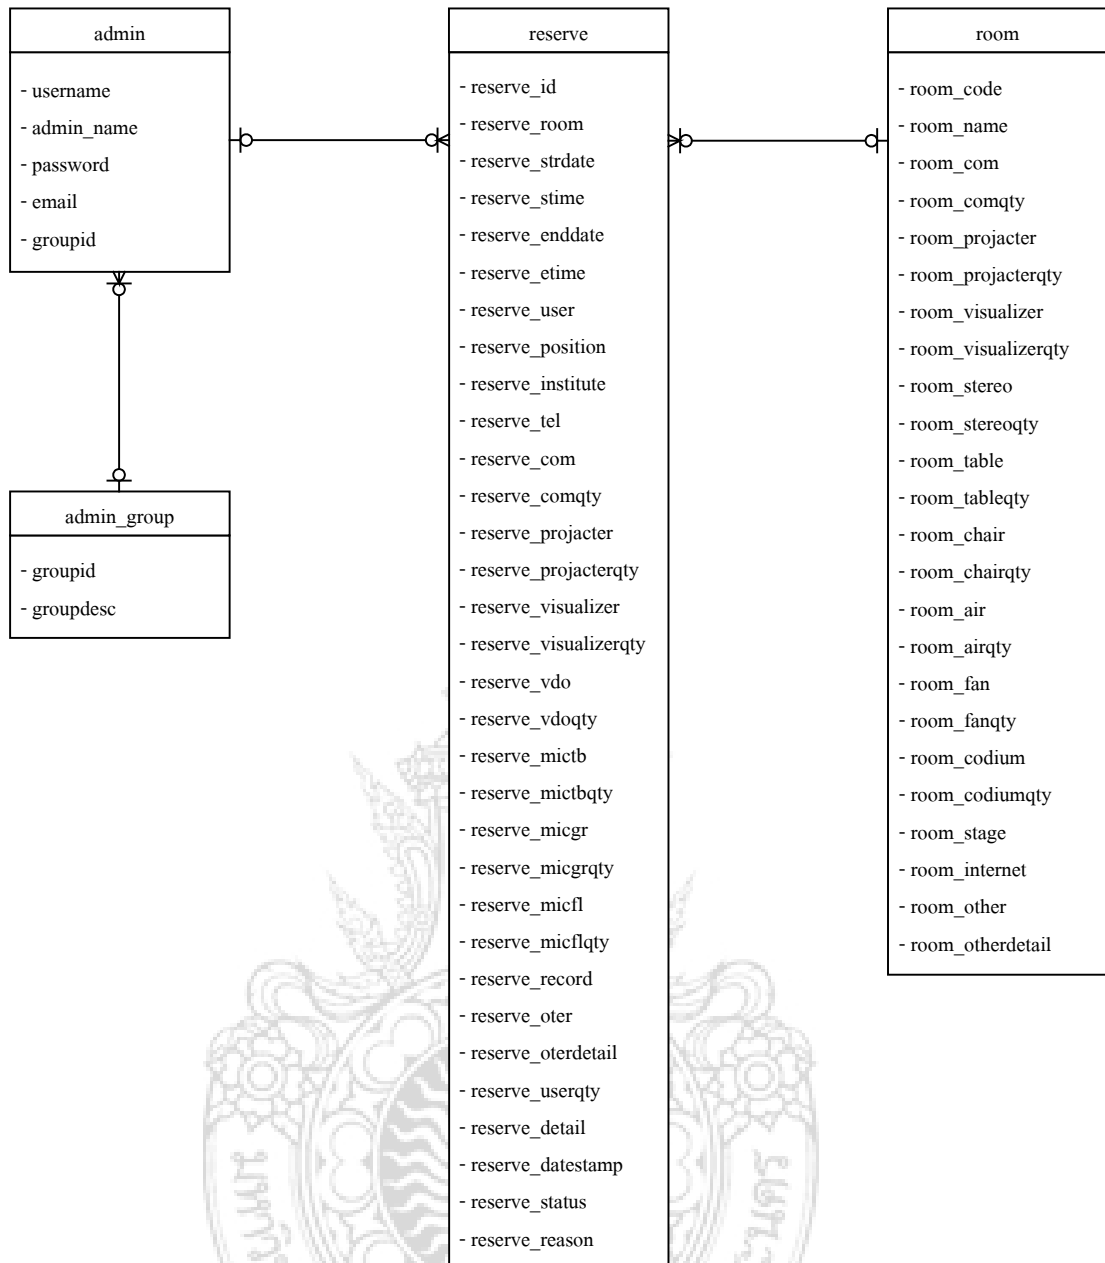 admin
- username
- admin_name
- password
- email
- groupid
admin_group
- groupid
- groupdesc
reserve
- reserve_id
- reserve_room
- reserve_strdate
- reserve_stime
- reserve_enddate
- reserve_etime
- reserve_user
- reserve_position
- reserve_institute
- reserve_tel
- reserve_com
- reserve_comqty
- reserve_projacter
- reserve_projacterqty
- reserve_visualizer
- reserve_visualizerqty
- reserve_vdo
- reserve_vdoqty
- reserve_mictb
- reserve_mictbqty
- reserve_micgr
- reserve_micgrqty
- reserve_micfl
- reserve_micflqty
- reserve_record
- reserve_oter
- reserve_oterdetail
- reserve_userqty
- reserve_detail
- reserve_datestamp
- reserve_status
- reserve_reason
room
- room_code
- room_name
- room_com
- room_comqty
- room_projacter
- room_projacterqty
- room_visualizer
- room_visualizerqty
- room_stereo
- room_stereoqty
- room_table
- room_tableqty
- room_chair
- room_chairqty
- room_air
- room_airqty
- room_fan
- room_fanqty
- room_codium
- room_codiumqty
- room_stage
- room_internet
- room_other
- room_otherdetail